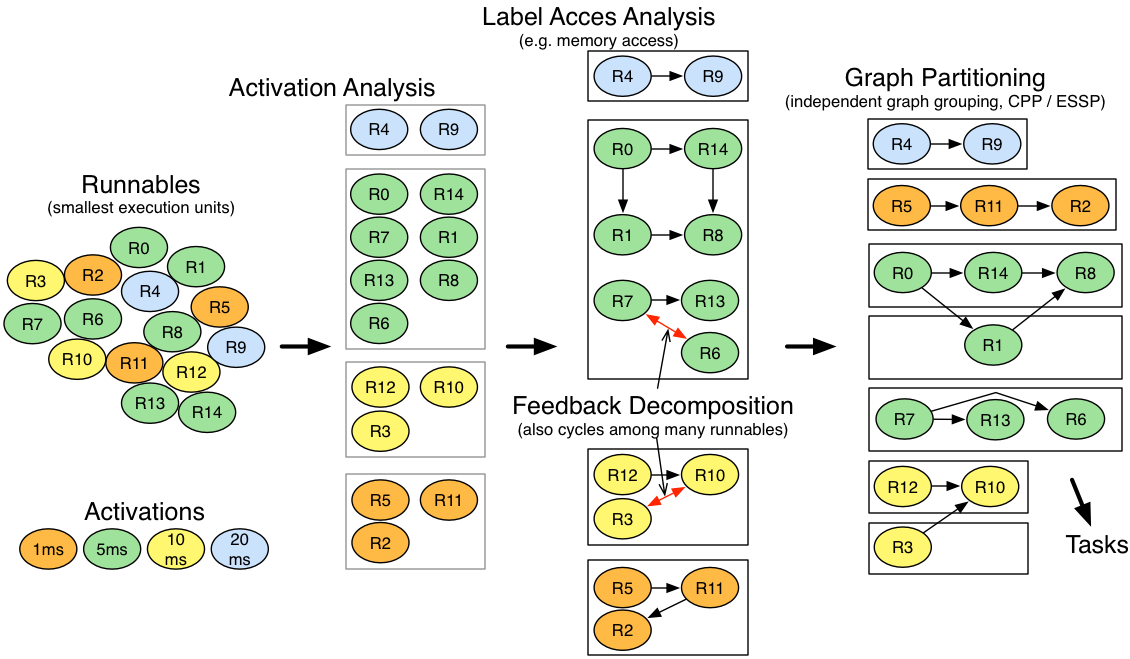 Runnables
(smallest execution units)
R0
R1
R3
R2
R4
R5
R7
R6
R8
R9
R10
R11
R12
R13
R14
Activations
1ms
5ms
10
ms
20
ms
Activation Analysis
R4 R9
R0 R14
R7 R1
R13 R8
R6
R12 R10
R3
R5 R11
R2
Label Acces Analysis
(e.g. memory access)
R4 R9
R0 R14
R1 R8
R7 R13
R6
Feedback Decomposition
(also cycles among many runnables)
R12 R10
R3
R5 R11
R2
Graph Partitioning
(independent graph grouping, CPP / ESSP)
R4 R9
R5 R11 R2
R0 R14 R8
R1
R7 R13 R6
R12 R10
R3
Tasks